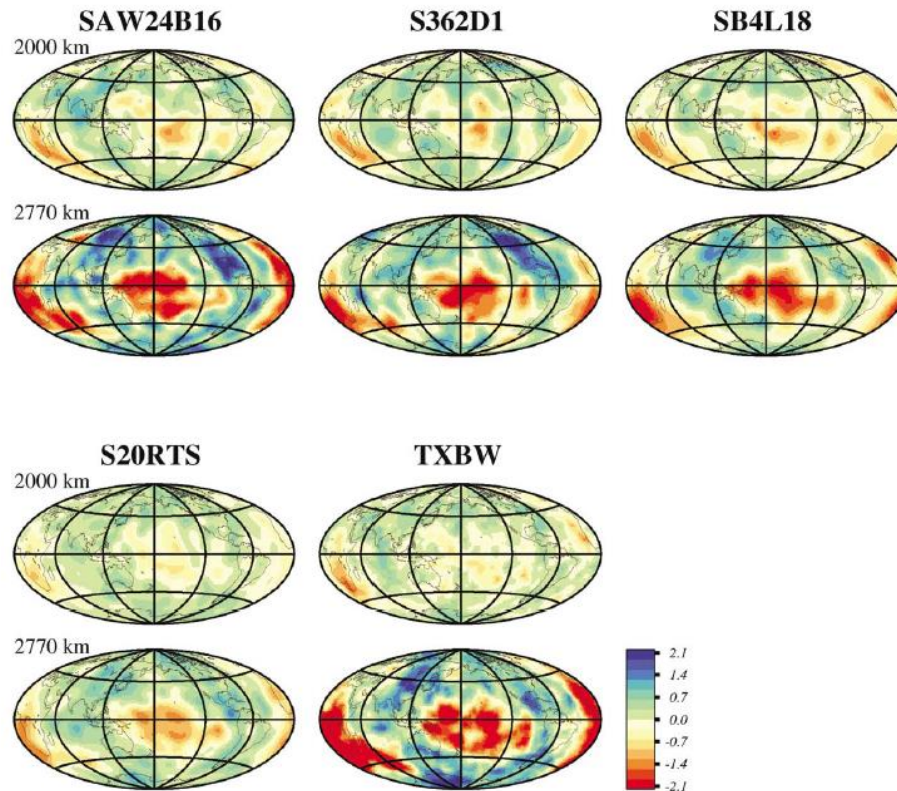 SAW24B16
S362D1
SB4L18
2000 km
2770 km
S20RTS
TXBW
2000 km
2770 km
2.1
1.4
0.7
0.0
-0.7
-1.4
-2.1